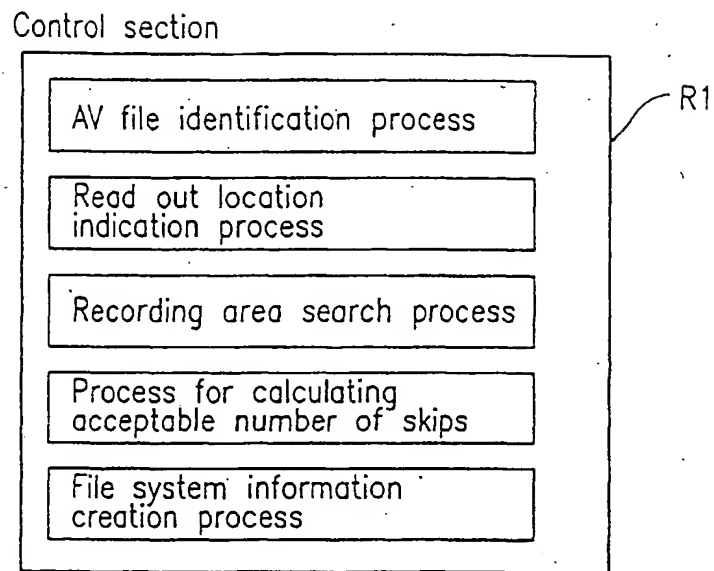 Control section
R1
AV file identification process
Read out location
indication process
Recording area search process
Process for calculating
acceptable number of skips
File system information
creation process